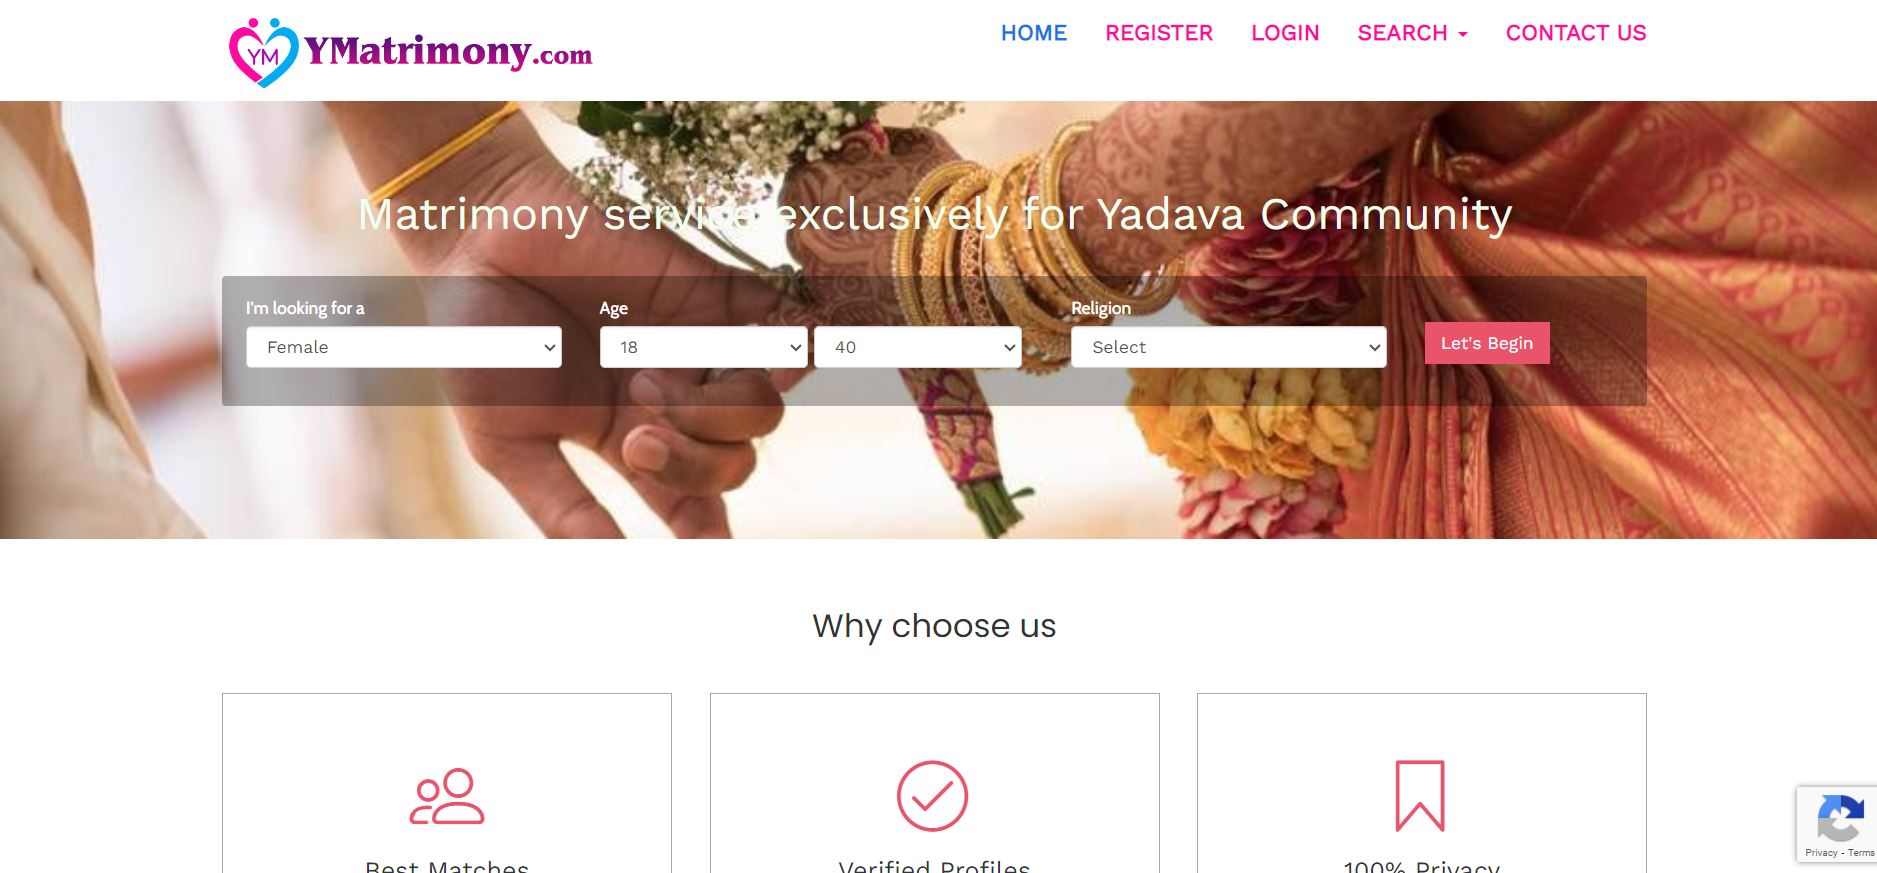 YM YMatrimony.com
HOME REGISTER LOGIN SEARCH CONTACT US
Matrimony service exclusively for Yadava Community
I'm looking for a Age Religion
Female 18 40 Select Let's Begin
Why choose us
Best Matches Verified Profiles 100% Privacy
Privacy - Terms